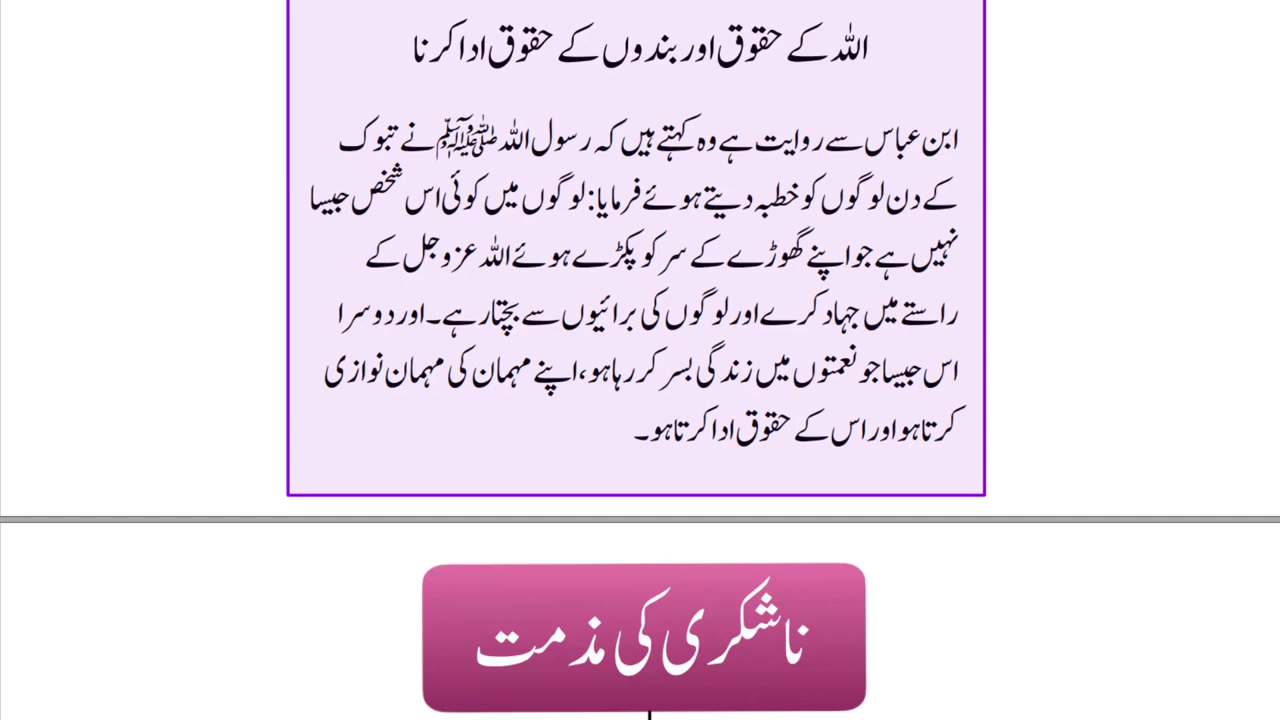 اللہ کے حقوق اور بندوں کے حقوق ادا کرنا
ابن عباس سے روایت ہے وہ کہتے ہیں کہ رسول اللہ ﷺ نے تبوک
کے دن لوگوں کو خطبہ دیتے ہوئے فرمایا: لوگوں میں کوئی اس شخص جیسا
نہیں ہے جو اپنے گھوڑے کے سر کو پکڑے ہوئے اللہ عزوجل کے
راستے میں جہاد کرے اور لوگوں کی برائیوں سے بچتا رہے۔ اور دوسرا
اس جیسا جو نعمتوں میں زندگی بسر کر رہا ہو، اپنے مہمان کی مہمان نوازی
کرتا ہو اور اس کے حقوق ادا کرتا ہو۔
ناشکری کی مذمت